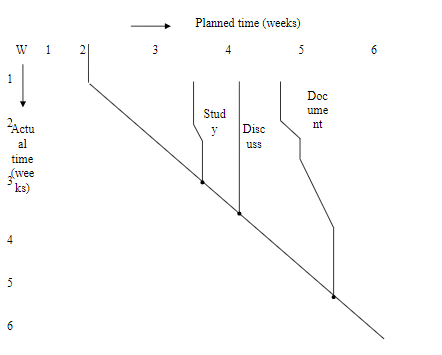 Planned time (weeks)
W 1 2 3 4 5 6
1
2
Actu
al
time
(wee
ks)
3
4
5
6
Stud
y
Disc
uss
Doc
ume
nt